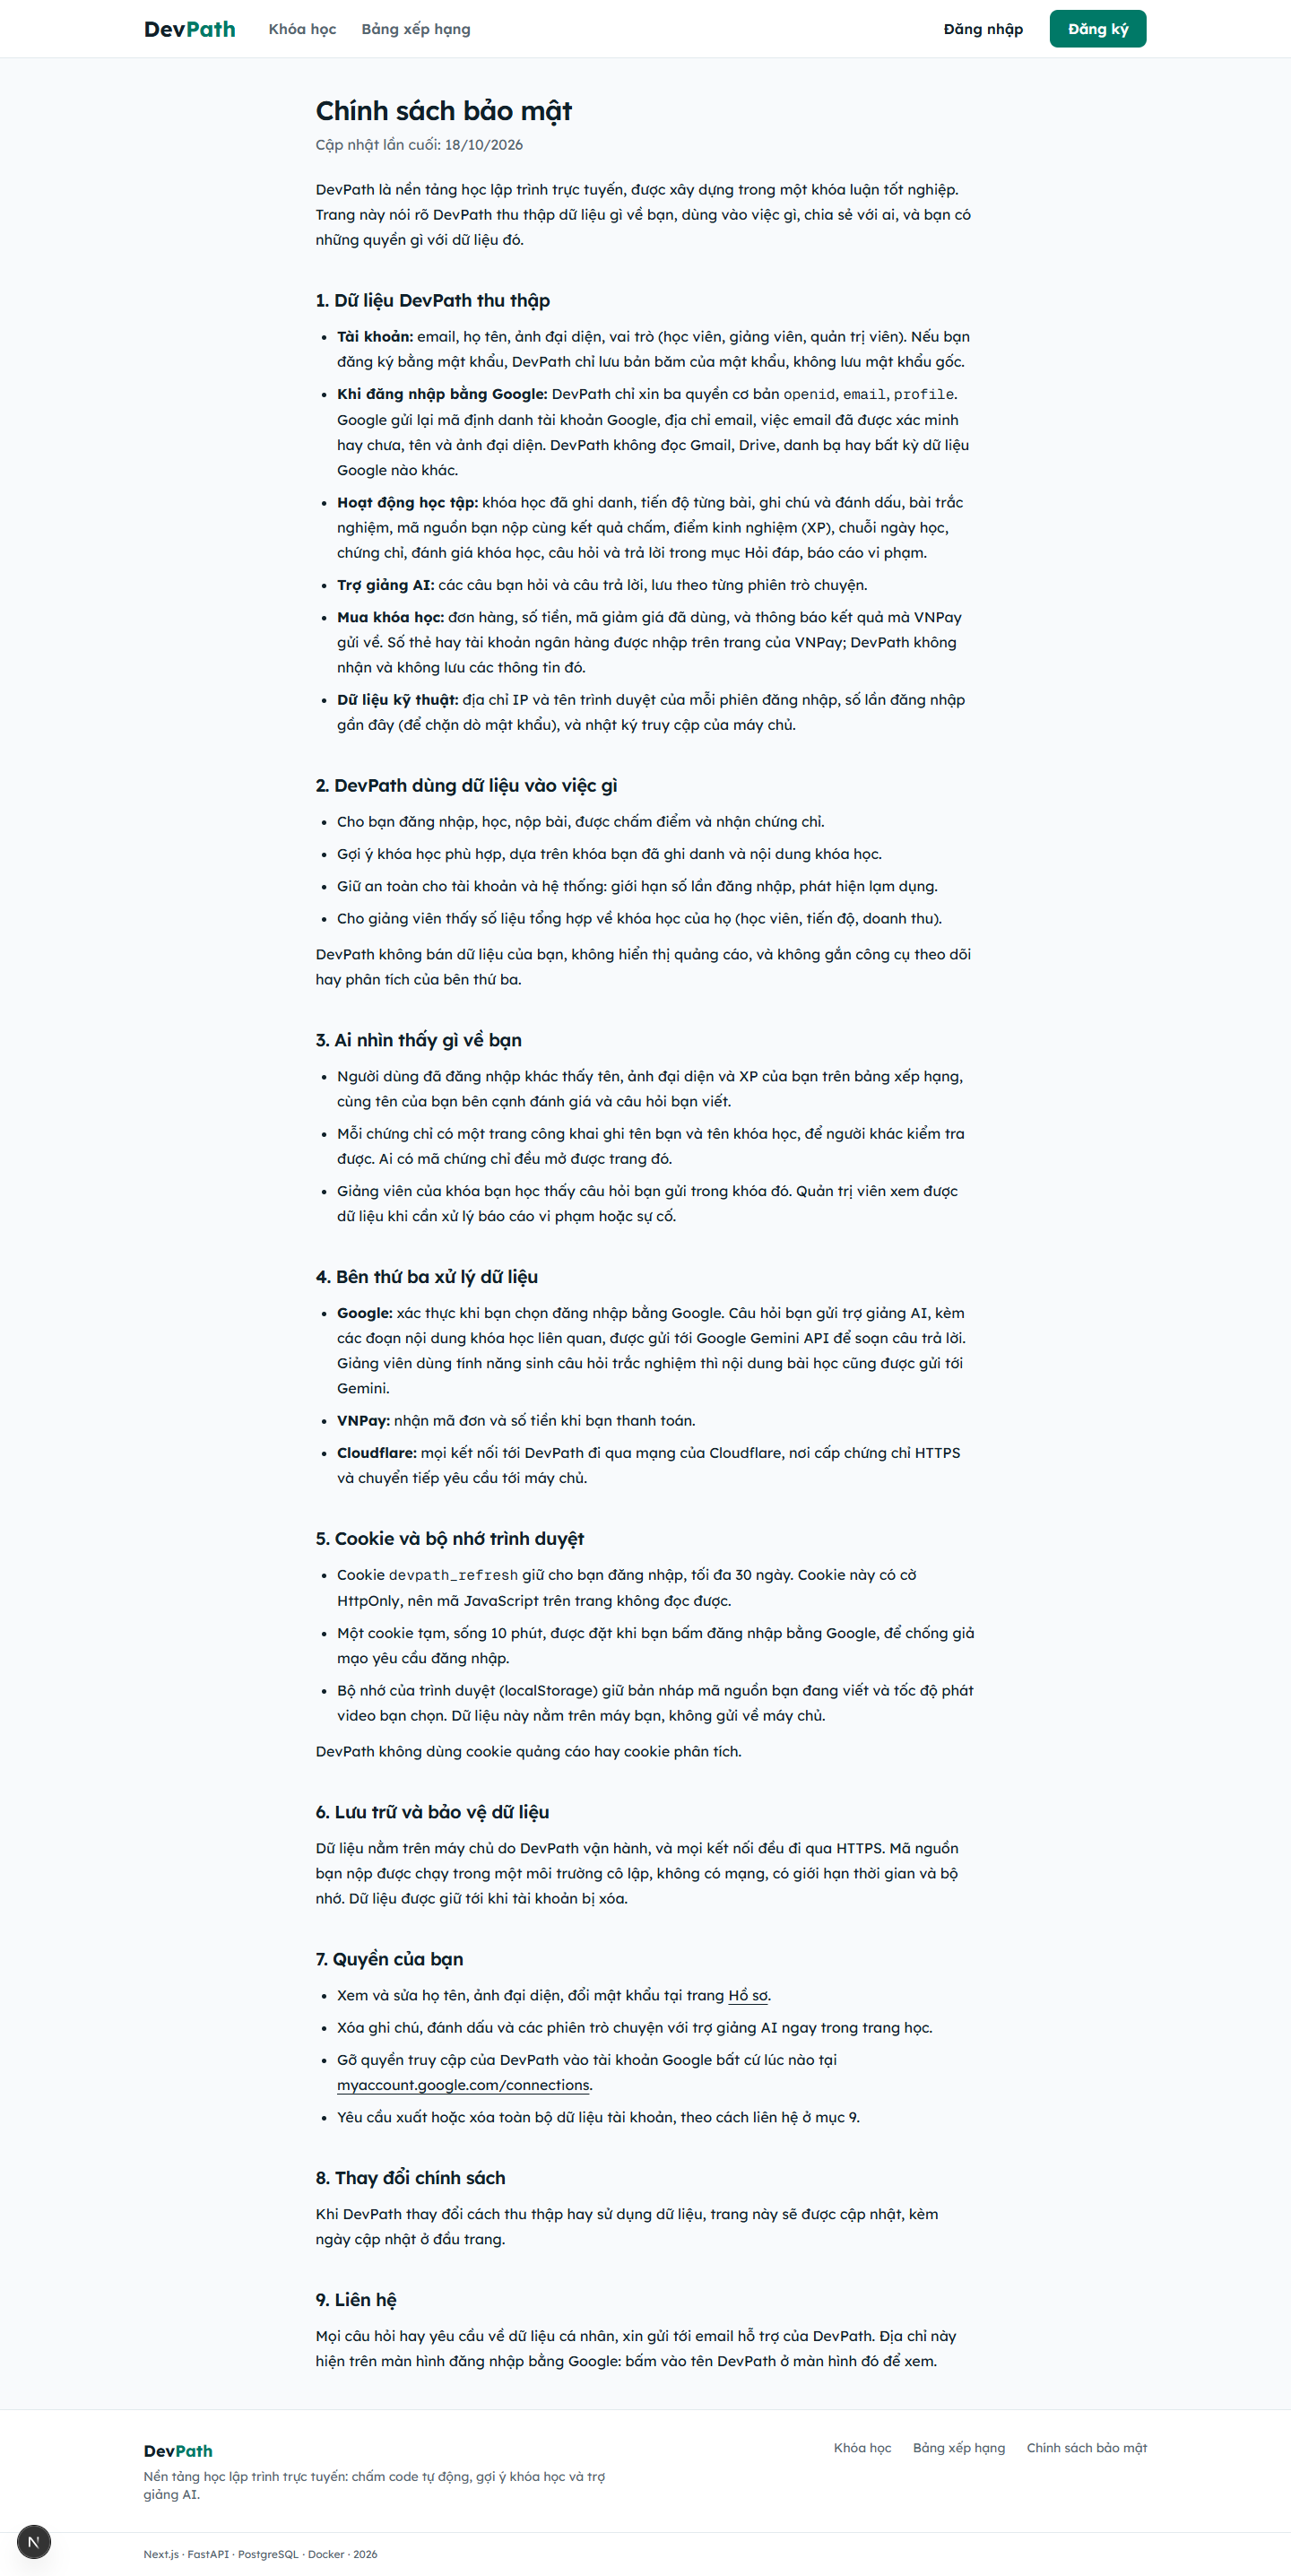 DevPath Khóa học Bảng xếp hạng Đăng nhập Đăng ký
Chính sách bảo mật
Cập nhật lần cuối: 18/10/2026
DevPath là nền tảng học lập trình trực tuyến, được xây dựng trong một khóa luận tốt nghiệp.
Trang này nói rõ DevPath thu thập dữ liệu gì về bạn, dùng vào việc gì, chia sẻ với ai, và bạn có
những quyền gì với dữ liệu đó.
1. Dữ liệu DevPath thu thập
• Tài khoản: email, họ tên, ảnh đại diện, vai trò (học viên, giảng viên, quản trị viên). Nếu bạn
đăng ký bằng mật khẩu, DevPath chỉ lưu bản băm của mật khẩu, không lưu mật khẩu gốc.
• Khi đăng nhập bằng Google: DevPath chỉ xin ba quyền cơ bản openid, email, profile.
Google gửi lại mã định danh tài khoản Google, địa chỉ email, việc email đã được xác minh
hay chưa, tên và ảnh đại diện. DevPath không đọc Gmail, Drive, danh bạ hay bất kỳ dữ liệu
Google nào khác.
• Hoạt động học tập: khóa học đã ghi danh, tiến độ từng bài, ghi chú và đánh dấu, bài trắc
nghiệm, mã nguồn bạn nộp cùng kết quả chấm, điểm kinh nghiệm (XP), chuỗi ngày học,
chứng chỉ, đánh giá khóa học, câu hỏi và trả lời trong mục Hỏi đáp, báo cáo vi phạm.
• Trợ giảng AI: các câu bạn hỏi và câu trả lời, lưu theo từng phiên trò chuyện.
• Mua khóa học: đơn hàng, số tiền, mã giảm giá đã dùng, và thông báo kết quả mà VNPay
gửi về. Số thẻ hay tài khoản ngân hàng được nhập trên trang của VNPay; DevPath không
nhận và không lưu các thông tin đó.
• Dữ liệu kỹ thuật: địa chỉ IP và tên trình duyệt của mỗi phiên đăng nhập, số lần đăng nhập
gần đây (để chặn dò mật khẩu), và nhật ký truy cập của máy chủ.
2. DevPath dùng dữ liệu vào việc gì
• Cho bạn đăng nhập, học, nộp bài, được chấm điểm và nhận chứng chỉ.
• Gợi ý khóa học phù hợp, dựa trên khóa bạn đã ghi danh và nội dung khóa học.
• Giữ an toàn cho tài khoản và hệ thống: giới hạn số lần đăng nhập, phát hiện lạm dụng.
• Cho giảng viên thấy số liệu tổng hợp về khóa học của họ (học viên, tiến độ, doanh thu).
DevPath không bán dữ liệu của bạn, không hiển thị quảng cáo, và không gắn công cụ theo dõi
hay phân tích của bên thứ ba.
3. Ai nhìn thấy gì về bạn
• Người dùng đã đăng nhập khác thấy tên, ảnh đại diện và XP của bạn trên bảng xếp hạng,
cùng tên của bạn bên cạnh đánh giá và câu hỏi bạn viết.
• Mỗi chứng chỉ có một trang công khai ghi tên bạn và tên khóa học, để người khác kiểm tra
được. Ai có mã chứng chỉ đều mở được trang đó.
• Giảng viên của khóa bạn học thấy câu hỏi bạn gửi trong khóa đó. Quản trị viên xem được
dữ liệu khi cần xử lý báo cáo vi phạm hoặc sự cố.
4. Bên thứ ba xử lý dữ liệu
• Google: xác thực khi bạn chọn đăng nhập bằng Google. Câu hỏi bạn gửi trợ giảng AI, kèm
các đoạn nội dung khóa học liên quan, được gửi tới Google Gemini API để soạn câu trả lời.
Giảng viên dùng tính năng sinh câu hỏi trắc nghiệm thì nội dung bài học cũng được gửi tới
Gemini.
• VNPay: nhận mã đơn và số tiền khi bạn thanh toán.
• Cloudflare: mọi kết nối tới DevPath đi qua mạng của Cloudflare, nơi cấp chứng chỉ HTTPS
và chuyển tiếp yêu cầu tới máy chủ.
5. Cookie và bộ nhớ trình duyệt
• Cookie devpath_refresh giữ cho bạn đăng nhập, tối đa 30 ngày. Cookie này có cờ
HttpOnly, nên mã JavaScript trên trang không đọc được.
• Một cookie tạm, sống 10 phút, được đặt khi bạn bấm đăng nhập bằng Google, để chống giả
mạo yêu cầu đăng nhập.
• Bộ nhớ của trình duyệt (localStorage) giữ bản nháp mã nguồn bạn đang viết và tốc độ phát
video bạn chọn. Dữ liệu này nằm trên máy bạn, không gửi về máy chủ.
DevPath không dùng cookie quảng cáo hay cookie phân tích.
6. Lưu trữ và bảo vệ dữ liệu
Dữ liệu nằm trên máy chủ do DevPath vận hành, và mọi kết nối đều đi qua HTTPS. Mã nguồn
bạn nộp được chạy trong một môi trường cô lập, không có mạng, có giới hạn thời gian và bộ
nhớ. Dữ liệu được giữ tới khi tài khoản bị xóa.
7. Quyền của bạn
• Xem và sửa họ tên, ảnh đại diện, đổi mật khẩu tại trang Hồ sơ.
• Xóa ghi chú, đánh dấu và các phiên trò chuyện với trợ giảng AI ngay trong trang học.
• Gỡ quyền truy cập của DevPath vào tài khoản Google bất cứ lúc nào tại
myaccount.google.com/connections.
• Yêu cầu xuất hoặc xóa toàn bộ dữ liệu tài khoản, theo cách liên hệ ở mục 9.
8. Thay đổi chính sách
Khi DevPath thay đổi cách thu thập hay sử dụng dữ liệu, trang này sẽ được cập nhật, kèm
ngày cập nhật ở đầu trang.
9. Liên hệ
Mọi câu hỏi hay yêu cầu về dữ liệu cá nhân, xin gửi tới email hỗ trợ của DevPath. Địa chỉ này
hiện trên màn hình đăng nhập bằng Google: bấm vào tên DevPath ở màn hình đó để xem.
DevPath Khóa học Bảng xếp hạng Chính sách bảo mật
Nền tảng học lập trình trực tuyến: chấm code tự động, gợi ý khóa học và trợ
giảng AI.
N
Next.js · FastAPI · PostgreSQL · Docker · 2026